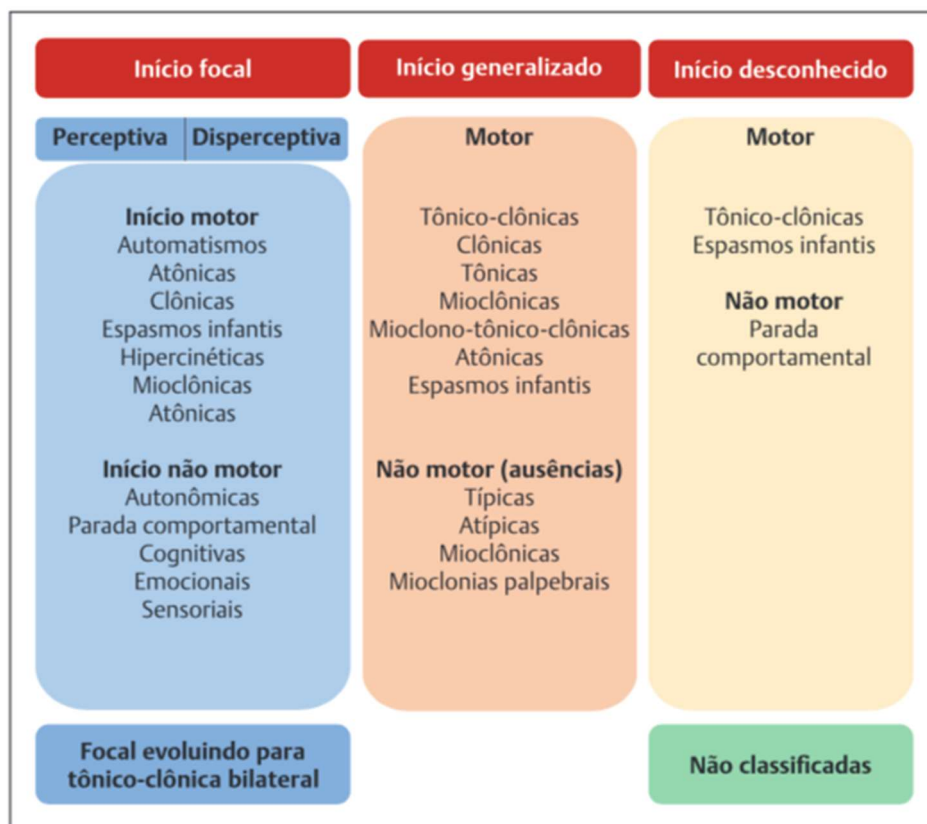 Início focal
Perceptiva
Disperceptiva
Início motor
Automatismos
Atônicas
Clônicas
Espasmos infantis
Hipercinéticas
Mioclônicas
Atônicas
Início não motor
Autonômicas
Parada comportamental
Cognitivas
Emocionais
Sensoriais
Focal evoluindo para
tônico-clônica bilateral
Início generalizado
Motor
Tônico-clônicas
Clônicas
Tônicas
Mioclônicas
Mioclono-tônico-clônicas
Atônicas
Espasmos infantis
Não motor (ausências)
Típicas
Atípicas
Mioclônicas
Mioclonias palpebrais
Início desconhecido
Motor
Tônico-clônicas
Espasmos infantis
Não motor
Parada
comportamental
Não classificadas